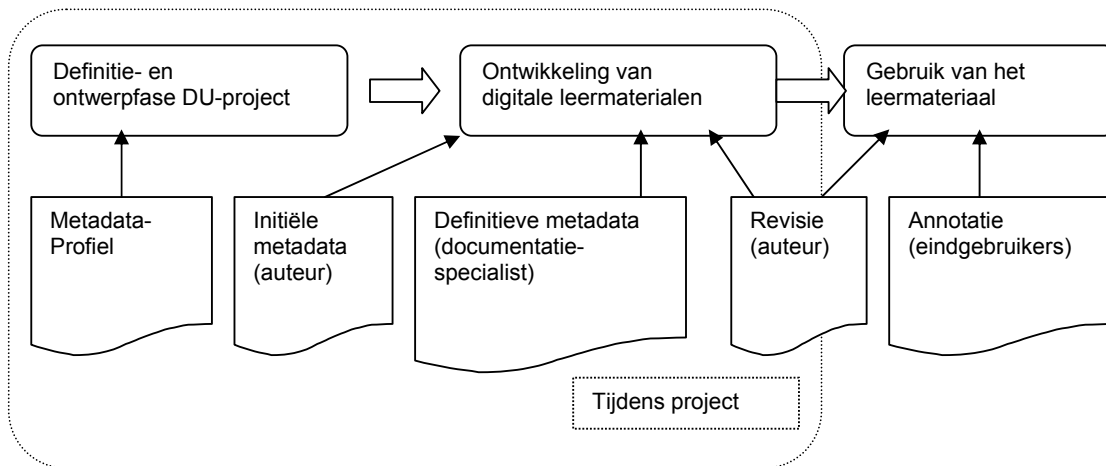 Definitie- en
ontwerpfase DU-project
Ontwikkeling van
digitale leermaterialen
Gebruik van het
leermateriaal
Metadata-
Profiel
Initiële
metadata
(auteur)
Definitieve metadata
(documentatie-
specialist)
Revisie
(auteur)
Annotatie
(eindgebruikers)
Tijdens project